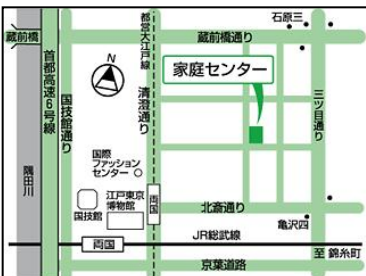 石原三
蔵前橋
蔵前橋通り
都営大江戸線
N
家庭センター
首都高速6号線
国技館通り
清澄通り
三ツ目通り
国際
ファッション
センター
隅田川
江戸東京
博物館
国技館
両国
北斎通り
亀沢四
JR総武線
両国
至 錦糸町
京葉道路